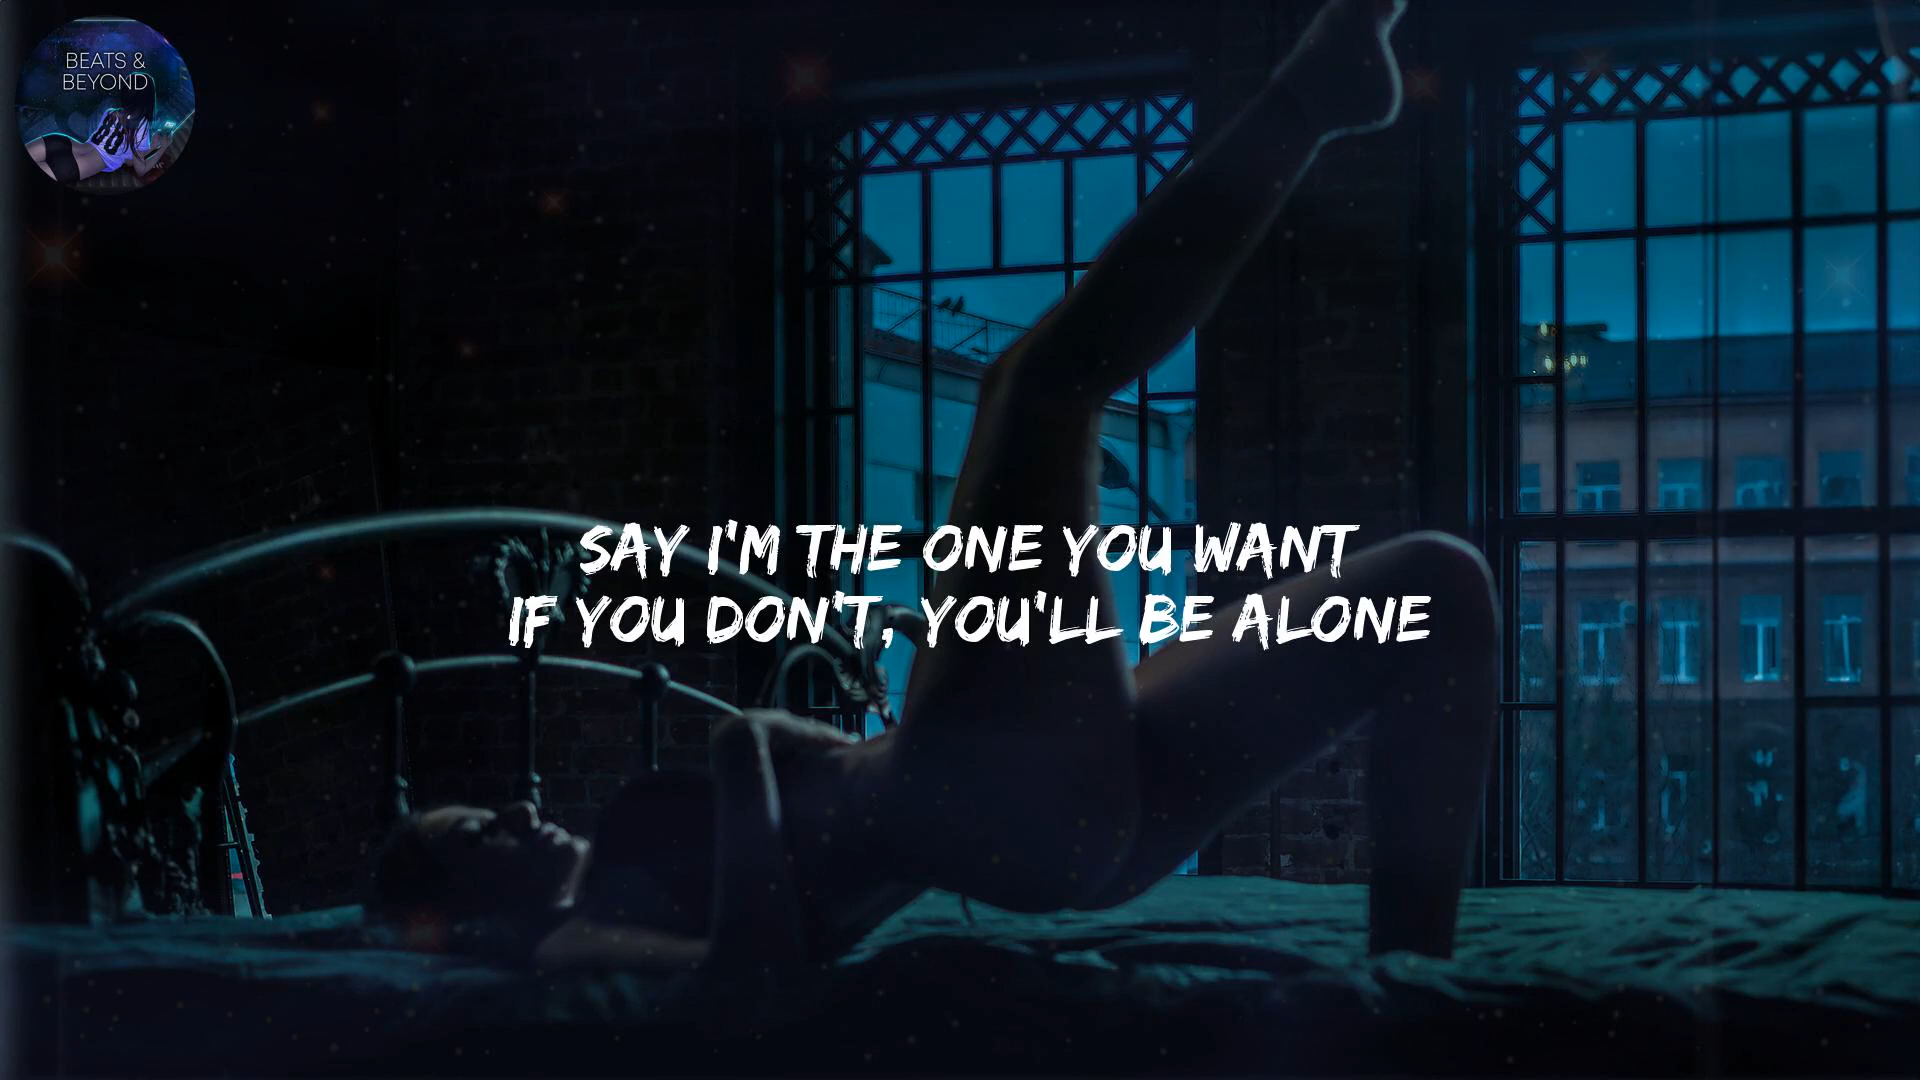 BEATS &
BEYOND
SAY I'M THE ONE YOU WANT
IF YOU DON'T, YOU'LL BE ALONE